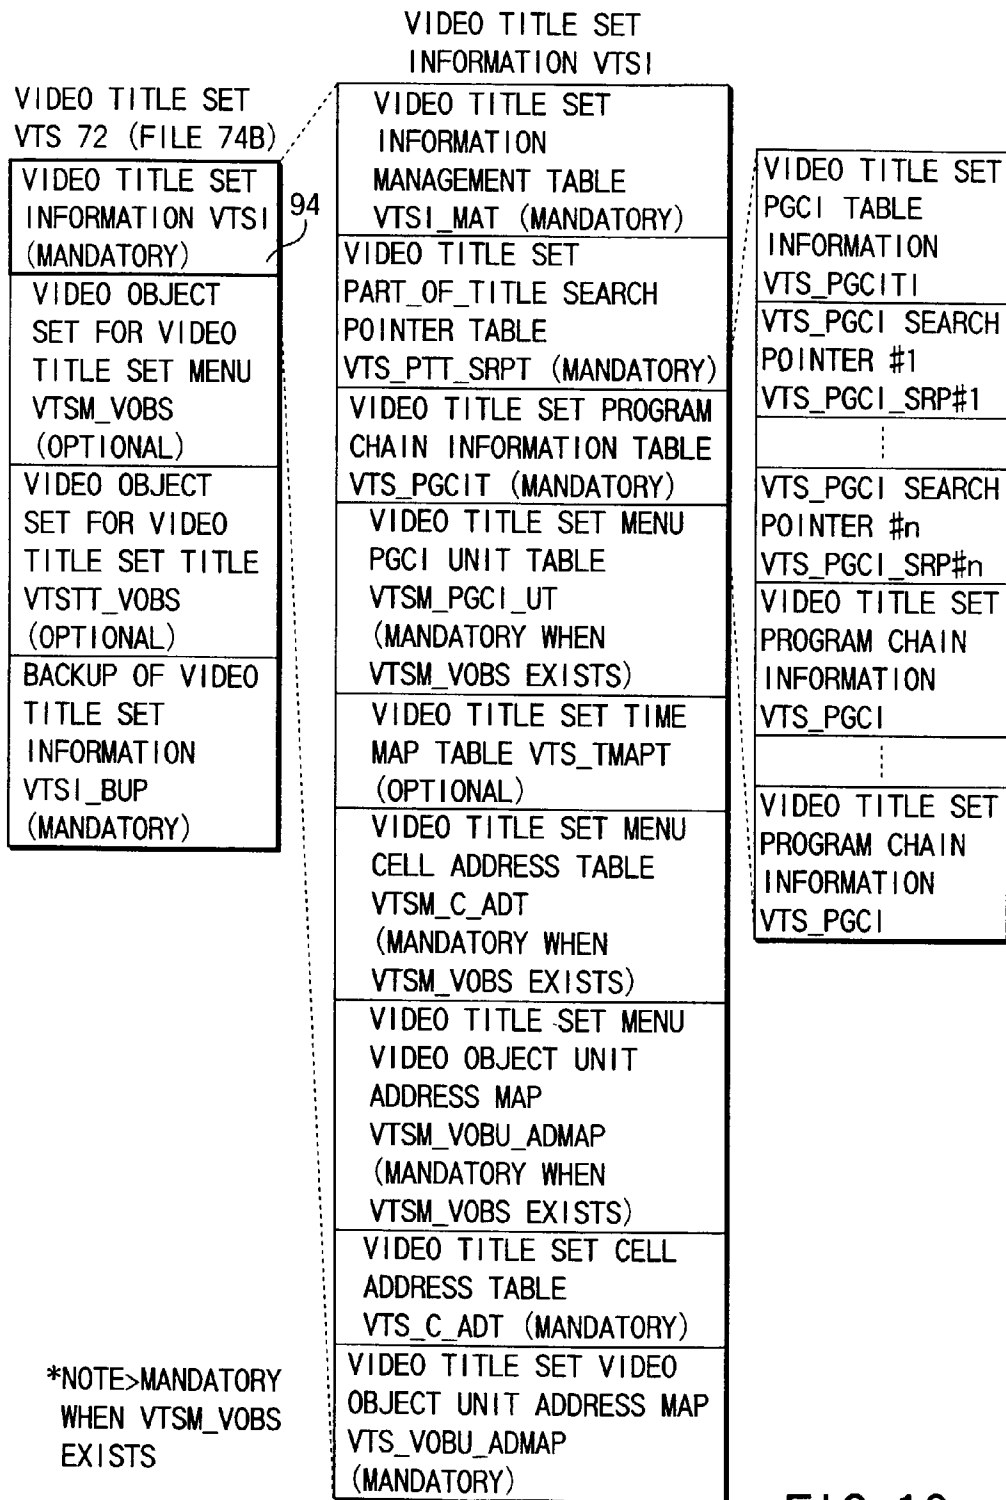 VIDEO TITLE SET
INFORMATION VTSI
VIDEO TITLE SET
VTS 72 (FILE 74B)
VIDEO TITLE SET
INFORMATION VTSI
(MANDATORY)
94
VIDEO OBJECT
SET FOR VIDEO
TITLE SET MENU
VTSM_VOBS
(OPTIONAL)
VIDEO OBJECT
SET FOR VIDEO
TITLE SET TITLE
VTSTT_VOBS
(OPTIONAL)
BACKUP OF VIDEO
TITLE SET
INFORMATION
VTSI_BUP
(MANDATORY)
*NOTE>MANDATORY
WHEN VTSM_VOBS
EXISTS
VIDEO TITLE SET
INFORMATION
MANAGEMENT TABLE
VTSI_MAT (MANDATORY)
VIDEO TITLE SET
PART_OF_TITLE SEARCH
POINTER TABLE
VTS_PTT_SRPT (MANDATORY)
VIDEO TITLE SET PROGRAM
CHAIN INFORMATION TABLE
VTS_PGCIT (MANDATORY)
VIDEO TITLE SET MENU
PGCI UNIT TABLE
VTSM_PGCI_UT
(MANDATORY WHEN
VTSM_VOBS EXISTS)
VIDEO TITLE SET TIME
MAP TABLE VTS_TMAPT
(OPTIONAL)
VIDEO TITLE SET MENU
CELL ADDRESS TABLE
VTSM_C_ADT
(MANDATORY WHEN
VTSM_VOBS EXISTS)
VIDEO TITLE SET MENU
VIDEO OBJECT UNIT
ADDRESS MAP
VTSM_VOBU_ADMAP
(MANDATORY WHEN
VTSM_VOBS EXISTS)
VIDEO TITLE SET CELL
ADDRESS TABLE
VTS_C_ADT (MANDATORY)
VIDEO TITLE SET VIDEO
OBJECT UNIT ADDRESS MAP
VTS_VOBU_ADMAP
(MANDATORY)
VIDEO TITLE SET
PGCI TABLE
INFORMATION
VTS_PGCITI
VTS_PGCI SEARCH
POINTER #1
VTS_PGCI_SRP#1
VTS_PGCI SEARCH
POINTER #n
VTS_PGCI_SRP#n
VIDEO TITLE SET
PROGRAM CHAIN
INFORMATION
VTS_PGCI
VIDEO TITLE SET
PROGRAM CHAIN
INFORMATION
VTS_PGCI